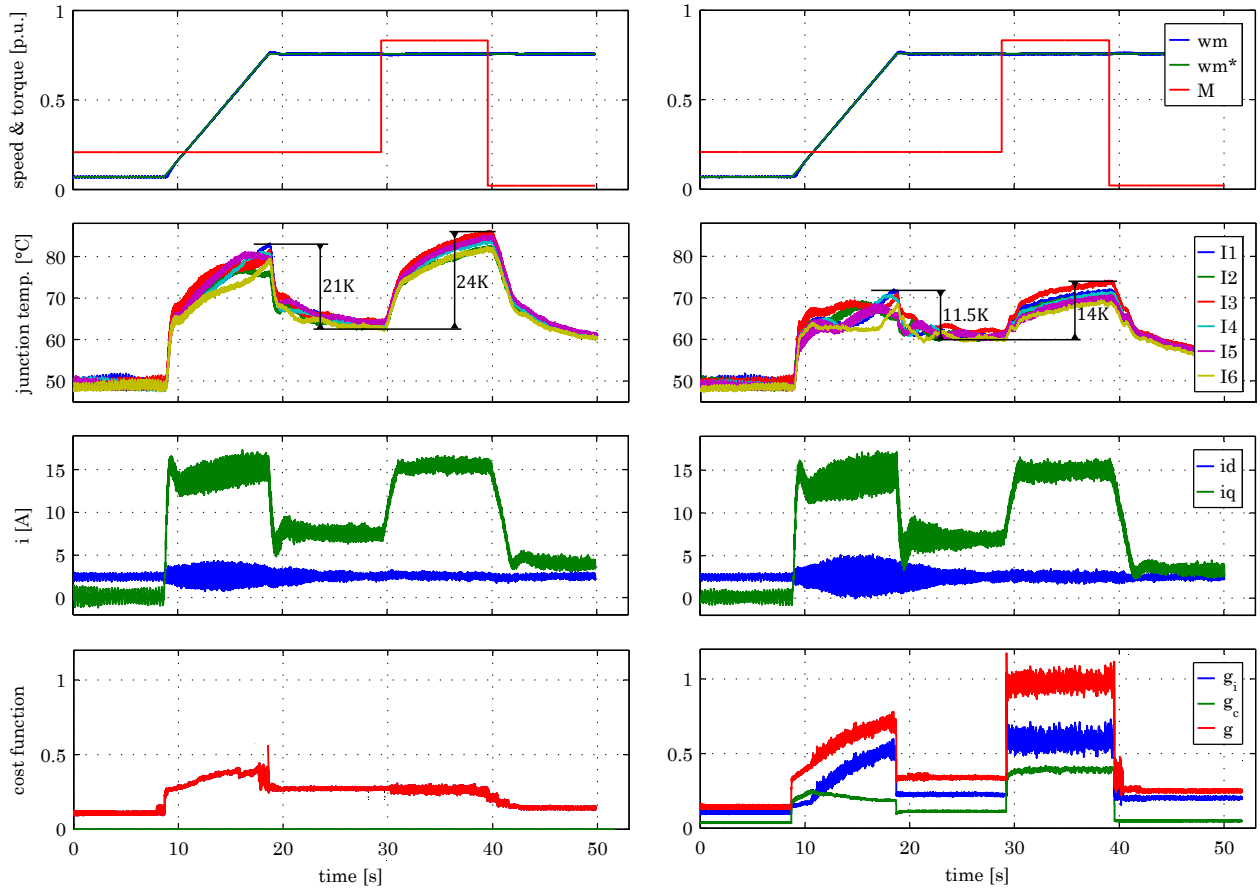 speed & torque [p.u.]
1
0.5
0
1
0.5
0
wm
wm*
M
junction temp. [°C]
80
70
60
50
21K
24K
80
70
60
50
11.5K
14K
I1
I2
I3
I4
I5
I6
i [A]
15
10
5
0
15
10
5
0
id
iq
cost function
1
0.5
0
0 10 20 30 40 50
time [s]
1
0.5
0
g_i
g_c
g
0 10 20 30 40 50
time [s]